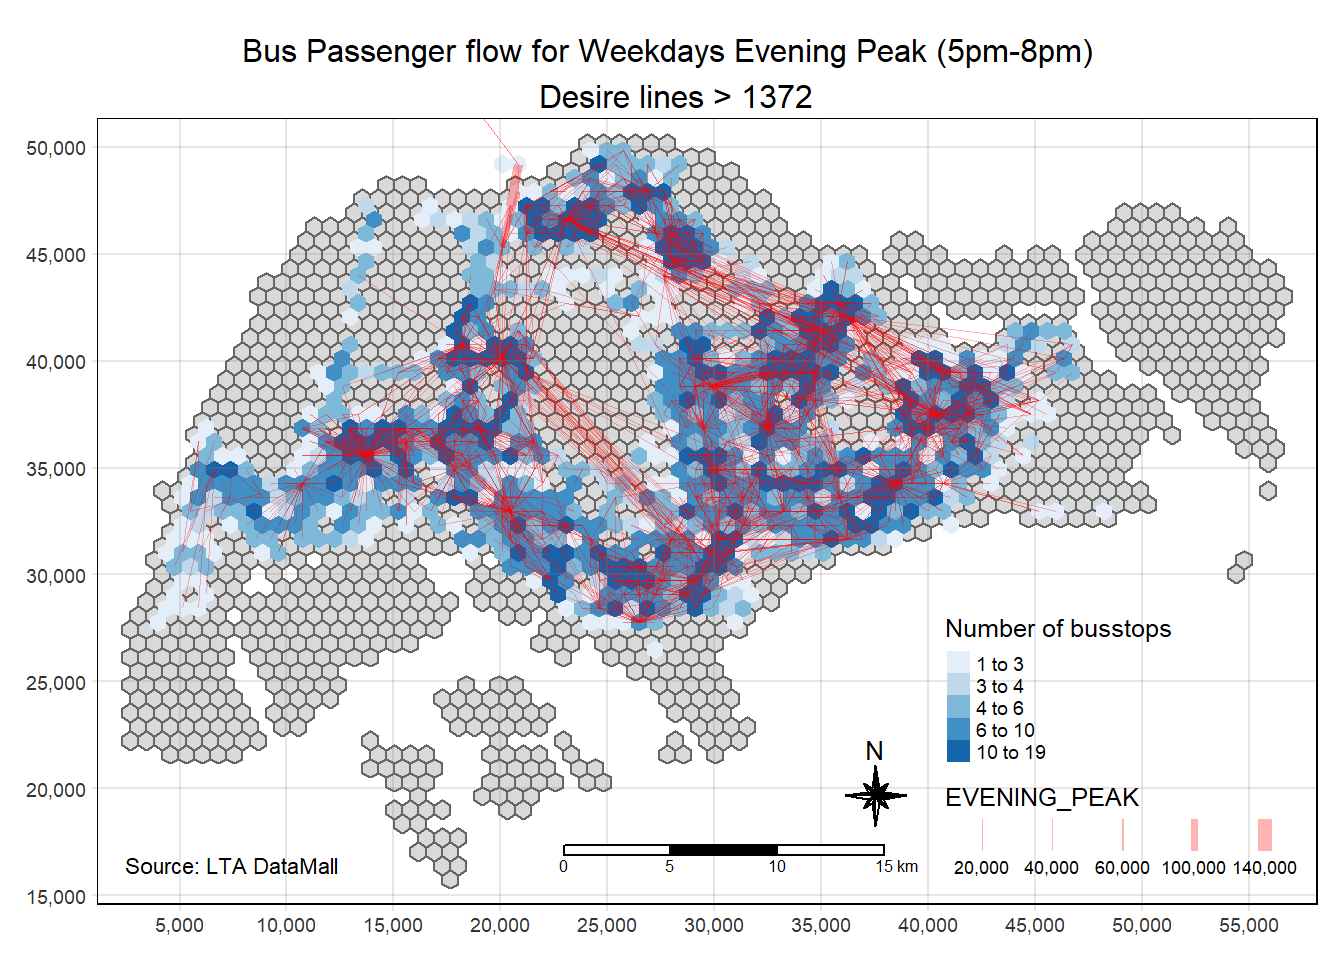 Bus Passenger flow for Weekdays Evening Peak (5pm-8pm)
Desire lines > 1372
50,000
45,000
40,000
35,000
30,000
25,000
20,000
15,000
Number of busstops
1 to 3
3 to 4
4 to 6
6 to 10
10 to 19
N
EVENING_PEAK
20,000 40,000 60,000 100,000 140,000
0 5 10 15 km
Source: LTA DataMall
5,000 10,000 15,000 20,000 25,000 30,000 35,000 40,000 45,000 50,000 55,000